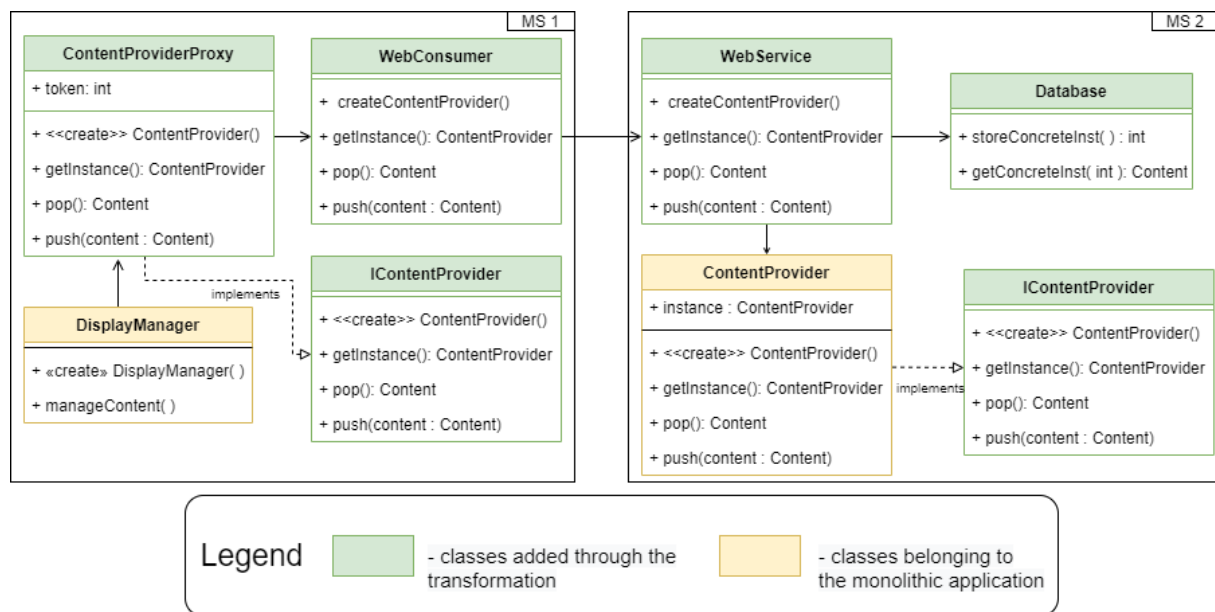 MS 1
ContentProviderProxy
+ token: int
+ <<create>> ContentProvider()
+ getInstance(): ContentProvider
+ pop(): Content
+ push(content : Content)
WebConsumer
+ createContentProvider()
+ getInstance(): ContentProvider
+ pop(): Content
+ push(content : Content)
implements
DisplayManager
+ «create» DisplayManager( )
+ manageContent( )
IContentProvider
+ <<create>> ContentProvider()
+ getInstance(): ContentProvider
+ pop(): Content
+ push(content : Content)
MS 2
WebService
+ createContentProvider()
+ getInstance(): ContentProvider
+ pop(): Content
+ push(content : Content)
Database
+ storeConcreteInst( ) : int
+ getConcreteInst( int ): Content
ContentProvider
+ instance : ContentProvider
+ <<create>> ContentProvider()
+ getInstance(): ContentProvider
+ pop(): Content
+ push(content : Content)
implements
IContentProvider
+ <<create>> ContentProvider()
+ getInstance(): ContentProvider
+ pop(): Content
+ push(content : Content)
Legend
- classes added through the
transformation
- classes belonging to
the monolithic application